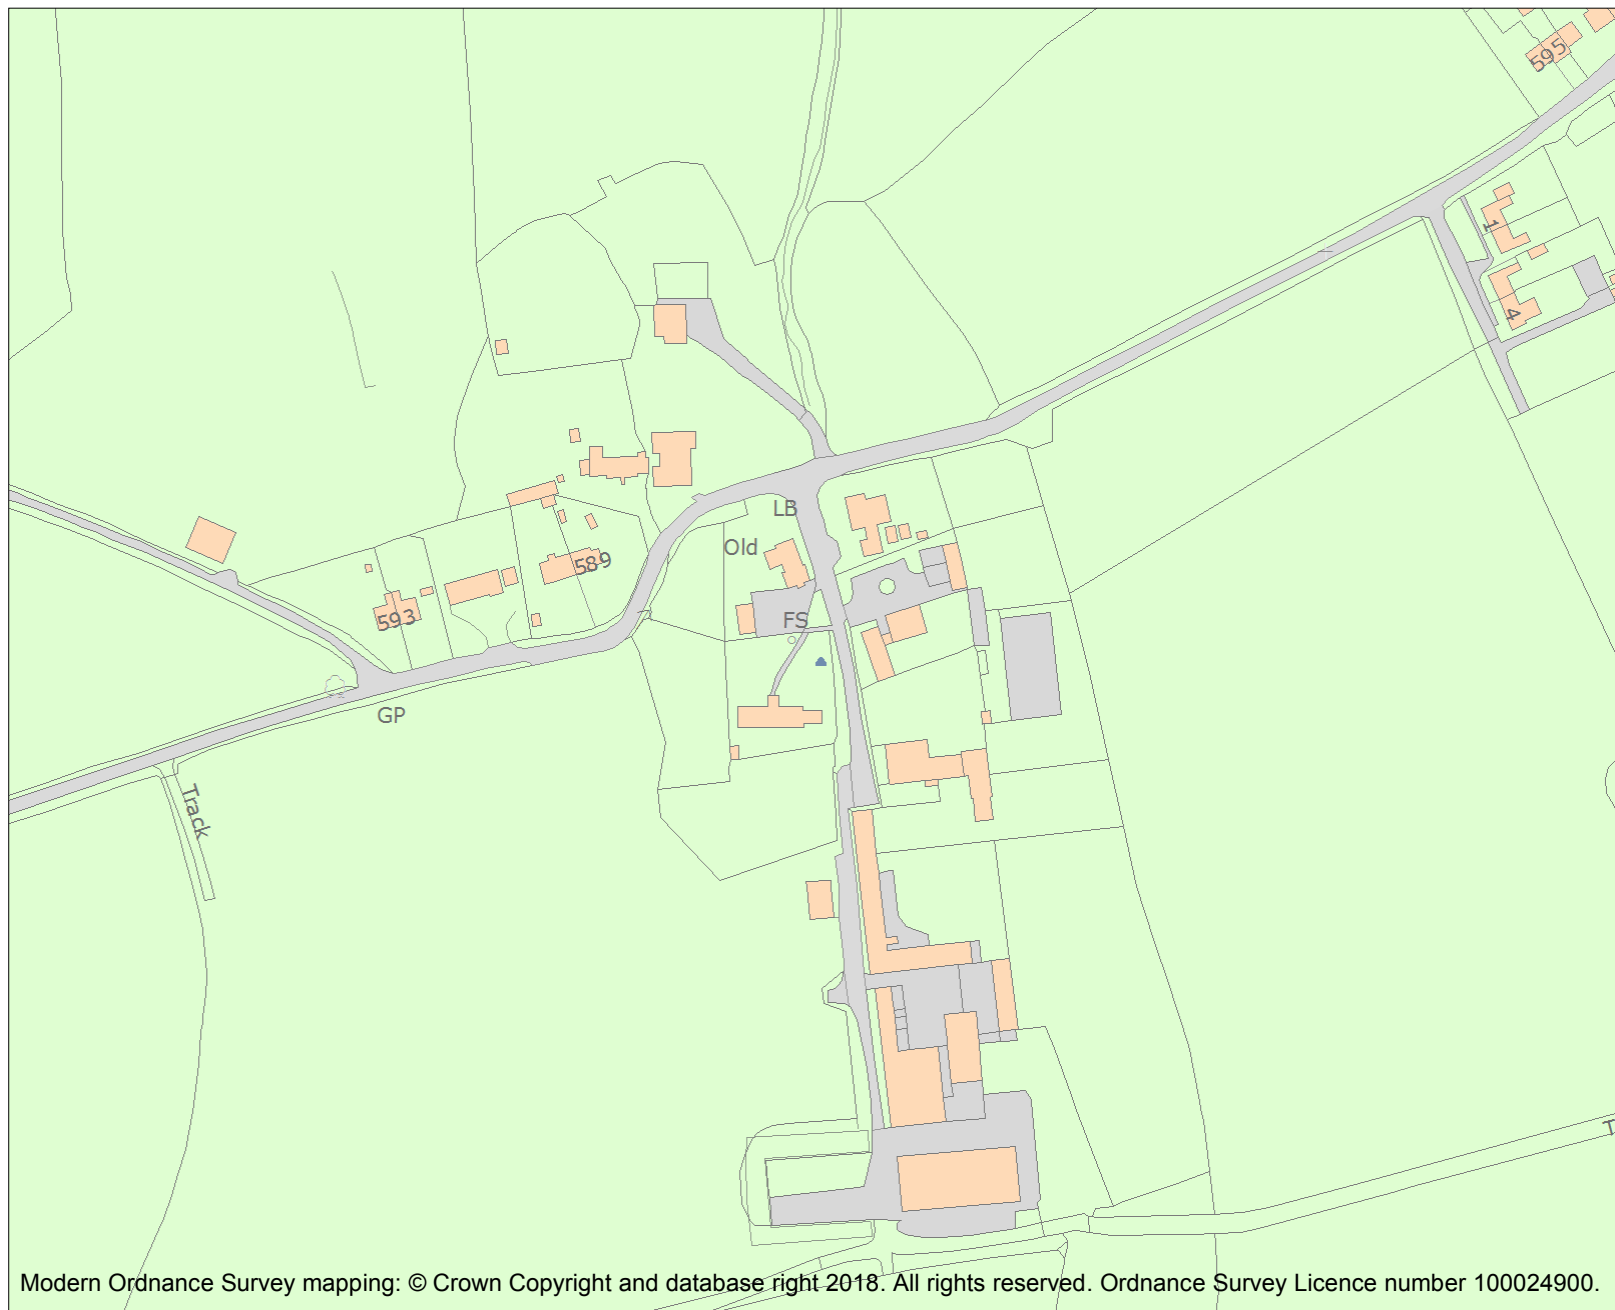 595
1
4
LB
Old
589
593
FS
GP
Track
T
Modern Ordnance Survey mapping: © Crown Copyright and database right 2018. All rights reserved. Ordnance Survey Licence number 100024900.